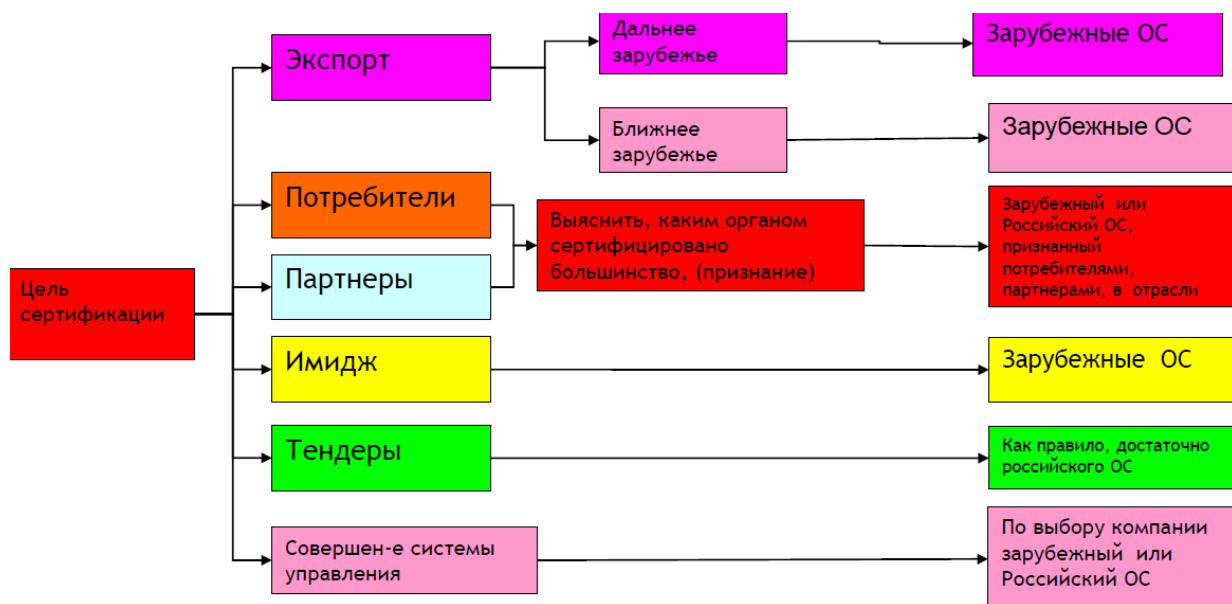 Экспорт
Дальнее
зарубежье
Зарубежные ОС
Ближнее
зарубежье
Зарубежные ОС
Потребители
Партнеры
Выяснить, каким органом
сертифицировано
большинство, (признание)
Зарубежный или
Российский ОС,
признанный
потребителями,
партнерами, в отрасли
Цель
сертификации
Имидж
Зарубежные ОС
Тендеры
Как правило, достаточно
российского ОС
Совершен-е системы
управления
По выбору компании
зарубежный или
Российский ОС